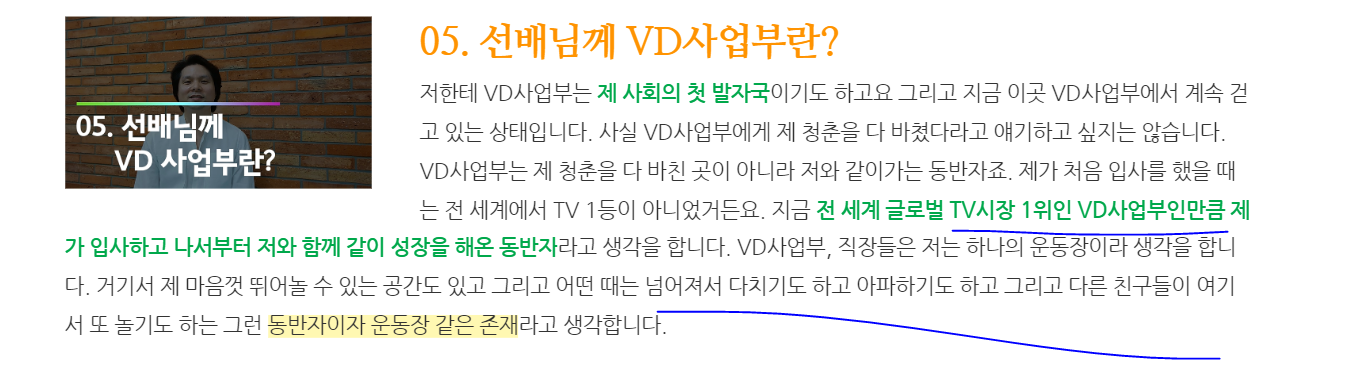 05. 선배님께
VD 사업부란?
05. 선배님께 VD사업부란?
저한테 VD사업부는 제 사회의 첫 발자국이기도 하고요 그리고 지금 이곳 VD사업부에서 계속 걷
고 있는 상태입니다. 사실 VD사업부에게 제 청춘을 다 바쳤다라고 얘기하고 싶지는 않습니다.
VD사업부는 제 청춘을 다 바친 곳이 아니라 저와 같이가는 동반자죠. 제가 처음 입사를 했을 때
는 전 세계에서 TV 1등이 아니었거든요. 지금 전 세계 글로벌 TV시장 1위인 VD사업부인만큼 제
가 입사하고 나서부터 저와 함께 같이 성장을 해온 동반자라고 생각을 합니다. VD사업부, 직장들은 저는 하나의 운동장이라 생각을 합니
다. 거기서 제 마음껏 뛰어놀 수 있는 공간도 있고 그리고 어떤 때는 넘어져서 다치기도 하고 아파하기도 하고 그리고 다른 친구들이 여기
서 또 놀기도 하는 그런 동반자이자 운동장 같은 존재라고 생각합니다.